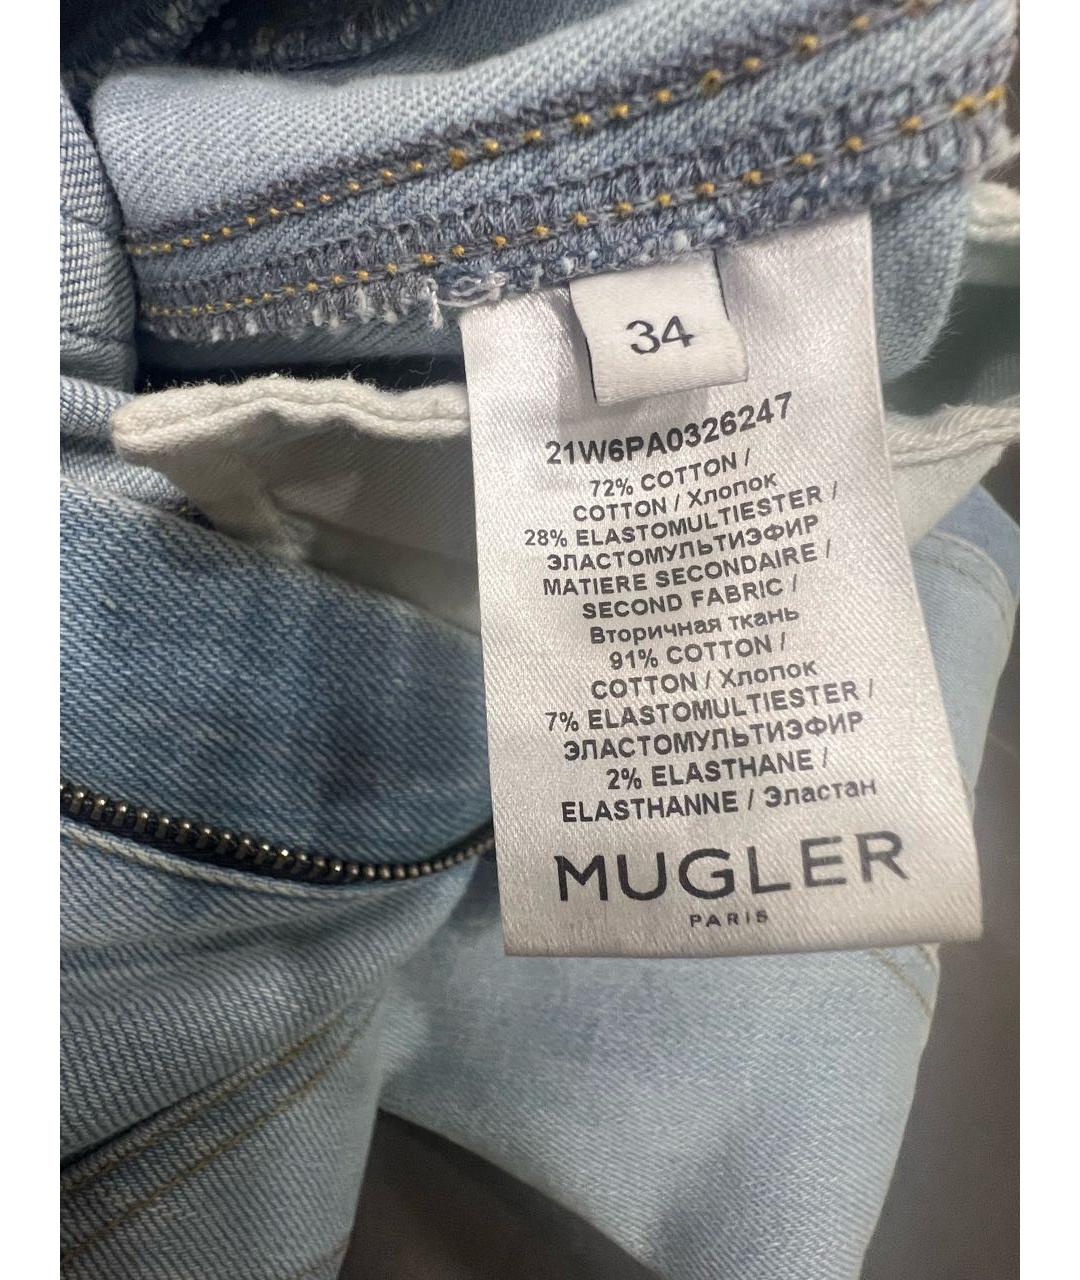 34
21W6PA0326247
72% COTTON /
COTTON / Хлопок
28% ELASTOMULTIESTER /
ЭЛАСТОМУЛЬТИЭФИР
MATIERE SECONDAIRE /
SECOND FABRIC /
Вторичная ткань
91% COTTON /
COTTON / Хлопок
7% ELASTOMULTIESTER /
ЭЛАСТОМУЛЬТИЭФИР
2% ELASTHANE /
ELASTHANNE / Эластан
MUGLER
PARIS